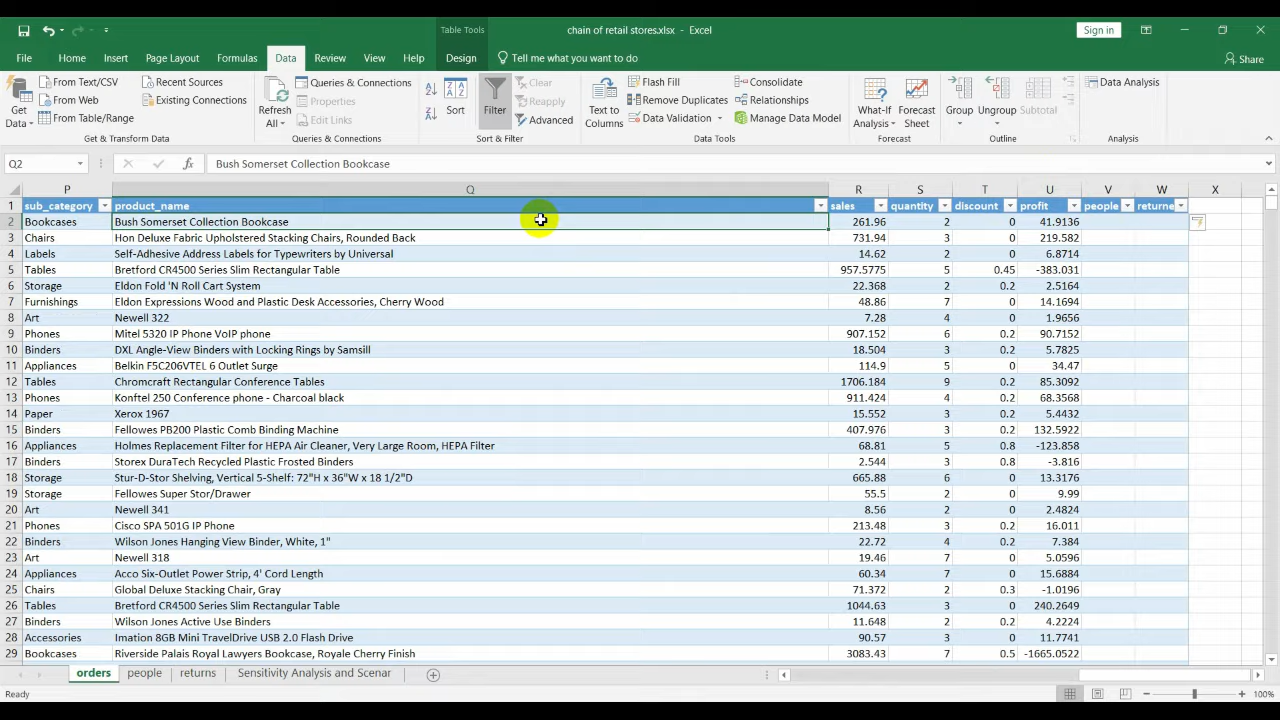 Table Tools
chain of retail stores.xlsx - Excel
Sign in
File Home Insert Page Layout Formulas Data Review View Help Design Tell me what you want to do Share
Get Data
From Text/CSV
From Web
From Table/Range
Recent Sources
Existing Connections
Get & Transform Data
Refresh All
Queries & Connections
Properties
Edit Links
Queries & Connections
Sort
Filter
Clear
Reapply
Advanced
Sort & Filter
Text to Columns
Flash Fill
Remove Duplicates
Data Validation
Consolidate
Relationships
Manage Data Model
Data Tools
What-If Analysis
Forecast Sheet
Forecast
Group
Ungroup
Subtotal
Outline
Data Analysis
Analysis
Q2 fx Bush Somerset Collection Bookcase
P Q R S T U V W X
1 sub_category product_name sales quantity discount profit people returne
2 Bookcases Bush Somerset Collection Bookcase 261.96 2 0 41.9136
3 Chairs Hon Deluxe Fabric Upholstered Stacking Chairs, Rounded Back 731.94 3 0 219.582
4 Labels Self-Adhesive Address Labels for Typewriters by Universal 14.62 2 0 6.8714
5 Tables Bretford CR4500 Series Slim Rectangular Table 957.5775 5 0.45 -383.031
6 Storage Eldon Fold 'N Roll Cart System 22.368 2 0.2 2.5164
7 Furnishings Eldon Expressions Wood and Plastic Desk Accessories, Cherry Wood 48.86 7 0 14.1694
8 Art Newell 322 7.28 4 0 1.9656
9 Phones Mitel 5320 IP Phone VoIP phone 907.152 6 0.2 90.7152
10 Binders DXL Angle-View Binders with Locking Rings by Samsill 18.504 3 0.2 5.7825
11 Appliances Belkin F5C206VTEL 6 Outlet Surge 114.9 5 0 34.47
12 Tables Chromcraft Rectangular Conference Tables 1706.184 9 0.2 85.3092
13 Phones Konftel 250 Conference phone - Charcoal black 911.424 4 0.2 68.3568
14 Paper Xerox 1967 15.552 3 0.2 5.4432
15 Binders Fellowes PB200 Plastic Comb Binding Machine 407.976 3 0.2 132.5922
16 Appliances Holmes Replacement Filter for HEPA Air Cleaner, Very Large Room, HEPA Filter 68.81 5 0.8 -123.858
17 Binders Storex DuraTech Recycled Plastic Frosted Binders 2.544 3 0.8 -3.816
18 Storage Stur-D-Stor Shelving, Vertical 5-Shelf: 72"H x 36"W x 18 1/2"D 665.88 6 0 13.3176
19 Storage Fellowes Super Stor/Drawer 55.5 2 0 9.99
20 Art Newell 341 8.56 2 0 2.4824
21 Phones Cisco SPA 501G IP Phone 213.48 3 0.2 16.011
22 Binders Wilson Jones Hanging View Binder, White, 1" 22.72 4 0.2 7.384
23 Art Newell 318 19.46 7 0 5.0596
24 Appliances Acco Six-Outlet Power Strip, 4' Cord Length 60.34 7 0 15.6884
25 Chairs Global Deluxe Stacking Chair, Gray 71.372 2 0.3 -1.0196
26 Tables Bretford CR4500 Series Slim Rectangular Table 1044.63 3 0 240.2649
27 Binders Wilson Jones Active Use Binders 11.648 2 0.2 4.2224
28 Accessories Imation 8GB Mini TravelDrive USB 2.0 Flash Drive 90.57 3 0 11.7741
29 Bookcases Riverside Palais Royal Lawyers Bookcase, Royale Cherry Finish 3083.43 7 0.5 -1665.0522
orders people returns Sensitivity Analysis and Scenar
Ready 100%